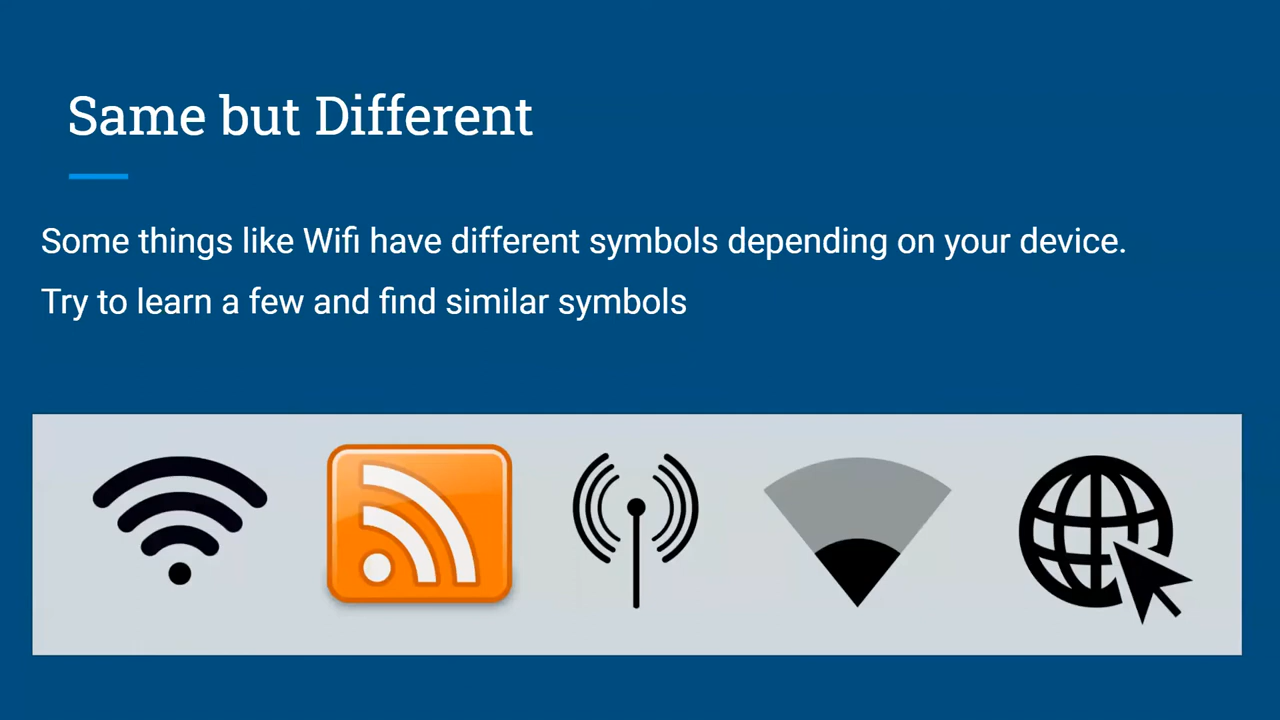 Same but Different
Some things like Wifi have different symbols depending on your device.
Try to learn a few and find similar symbols